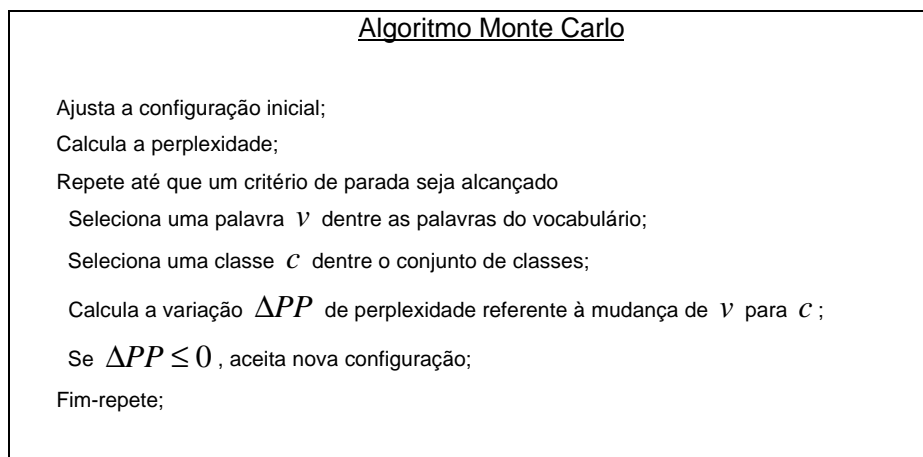 Algoritmo Monte Carlo
Ajusta a configuração inicial;
Calcula a perplexidade;
Repete até que um critério de parada seja alcançado
Seleciona uma palavra v dentre as palavras do vocabulário;
Seleciona uma classe c dentre o conjunto de classes;
Calcula a variação ΔPP de perplexidade referente à mudança de v para c ;
Se ΔPP ≤ 0 , aceita nova configuração;
Fim-repete;